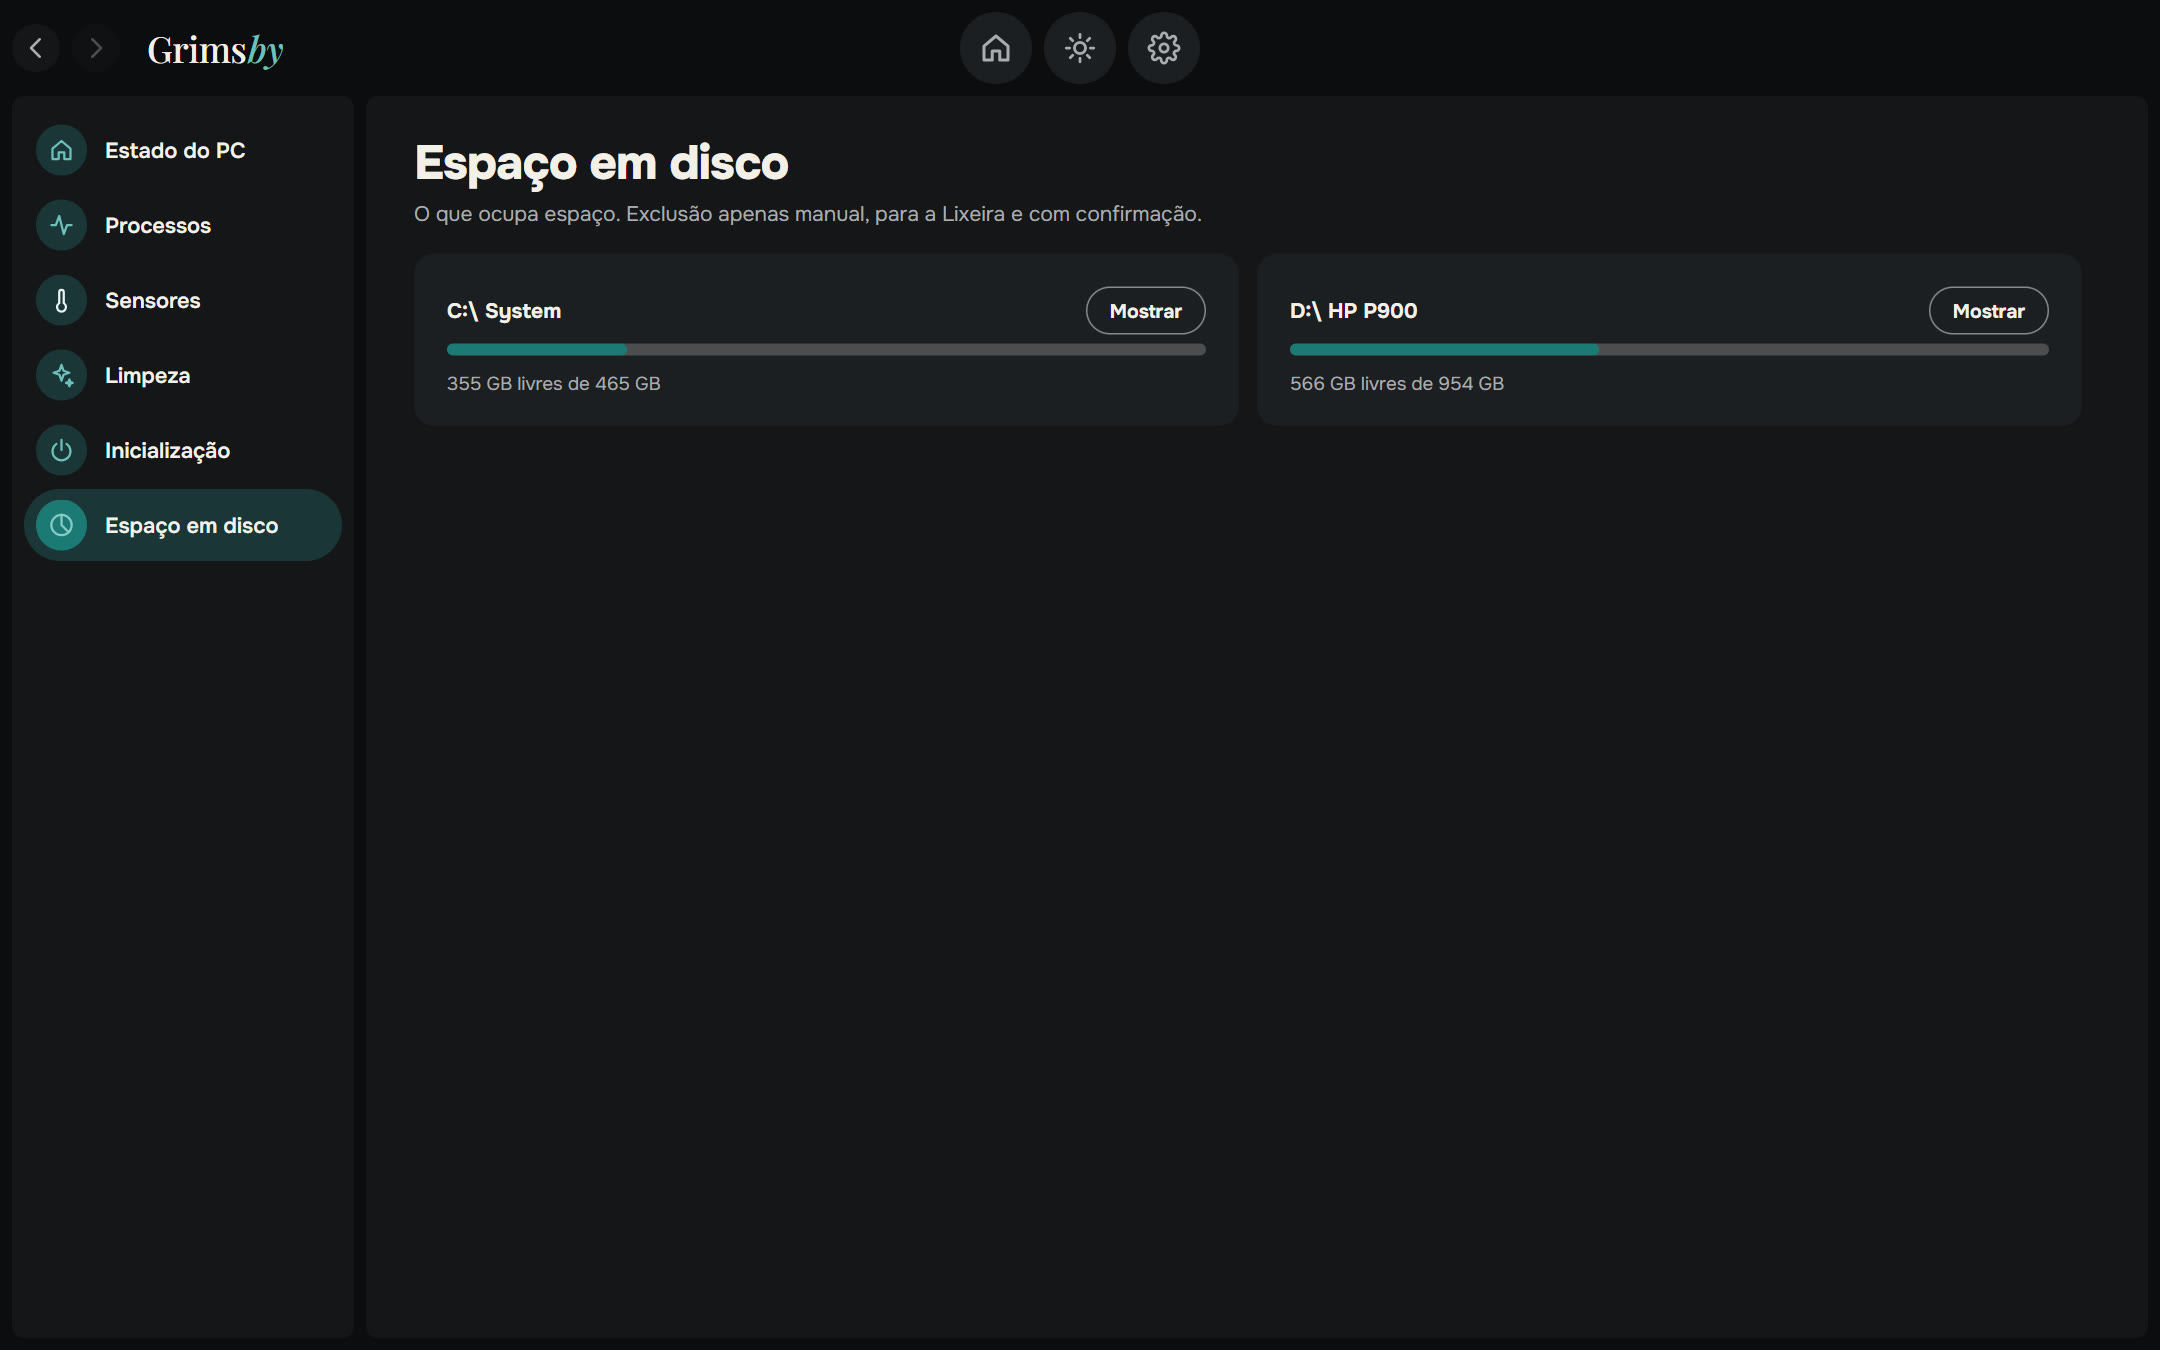 Grimsby
Estado do PC
Processos
Sensores
Limpeza
Inicialização
Espaço em disco
Espaço em disco
O que ocupa espaço. Exclusão apenas manual, para a Lixeira e com confirmação.
C:\ System
Mostrar
355 GB livres de 465 GB
D:\ HP P900
Mostrar
566 GB livres de 954 GB